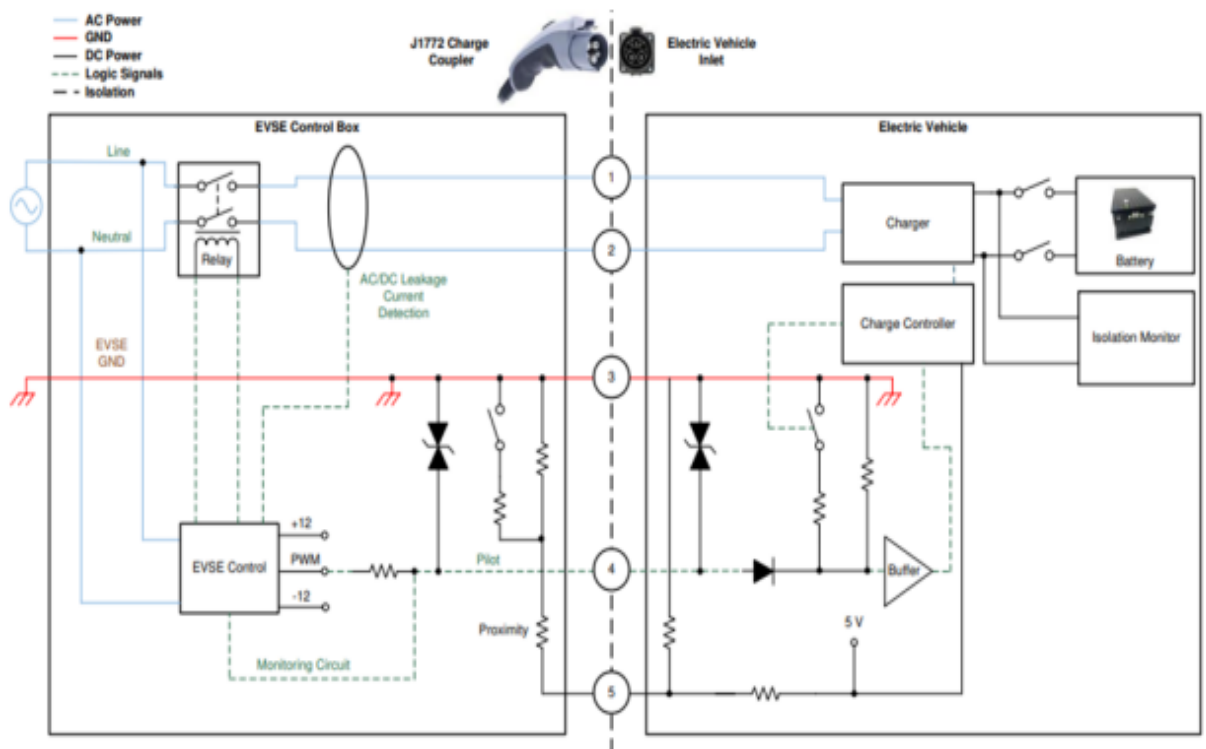 AC Power
GND
DC Power
Logic Signals
Isolation
J1772 Charge
Coupler
Electric Vehicle
Inlet
EVSE Control Box
Electric Vehicle
Line
Neutral
Relay
AC/DC Leakage
Current
Detection
EVSE
GND
1
2
3
4
5
Charger
Battery
Charge Controller
Isolation Monitor
+12
PWM
-12
EVSE Control
Pilot
Buffer
5 V
Proximity
Monitoring Circuit